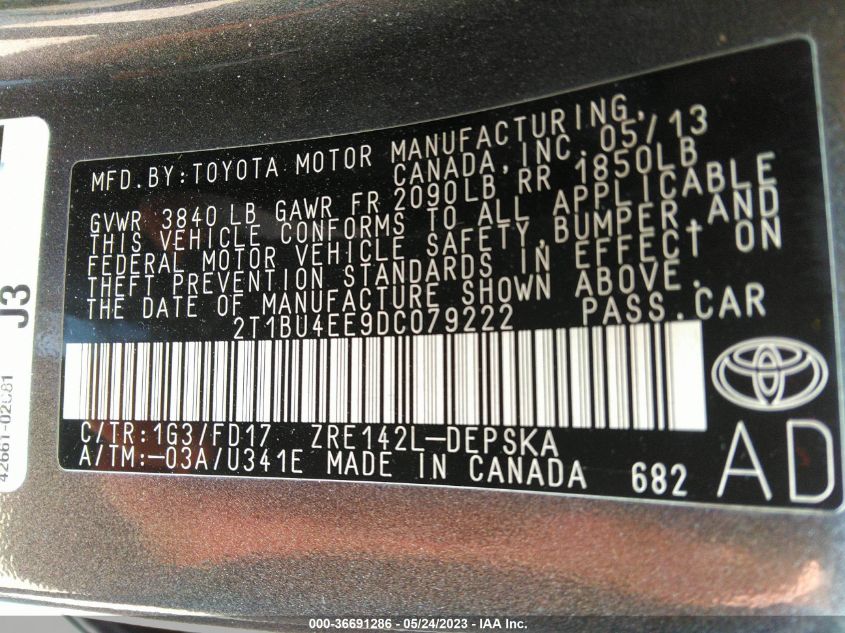 MFD.BY:TOYOTA MOTOR MANUFACTURING,
CANADA, INC. 05/13
GVWR 3840 LB GAWR FR 2090LB RR 1850LB
THIS VEHICLE CONFORMS TO ALL APPLICABLE
FEDERAL MOTOR VEHICLE SAFETY, BUMPER, AND
THEFT PREVENTION STANDARDS IN EFFECT ON
THE DATE OF MANUFACTURE SHOWN ABOVE.
2T1BU4EE9DC079222 PASS.CAR
C/TR:1G3/FD17 ZRE142L-DEPSKA
A/TM:-03A/U341E MADE IN CANADA 682
AD
J3
000-36691286 - 05/24/2023 - IAA Inc.